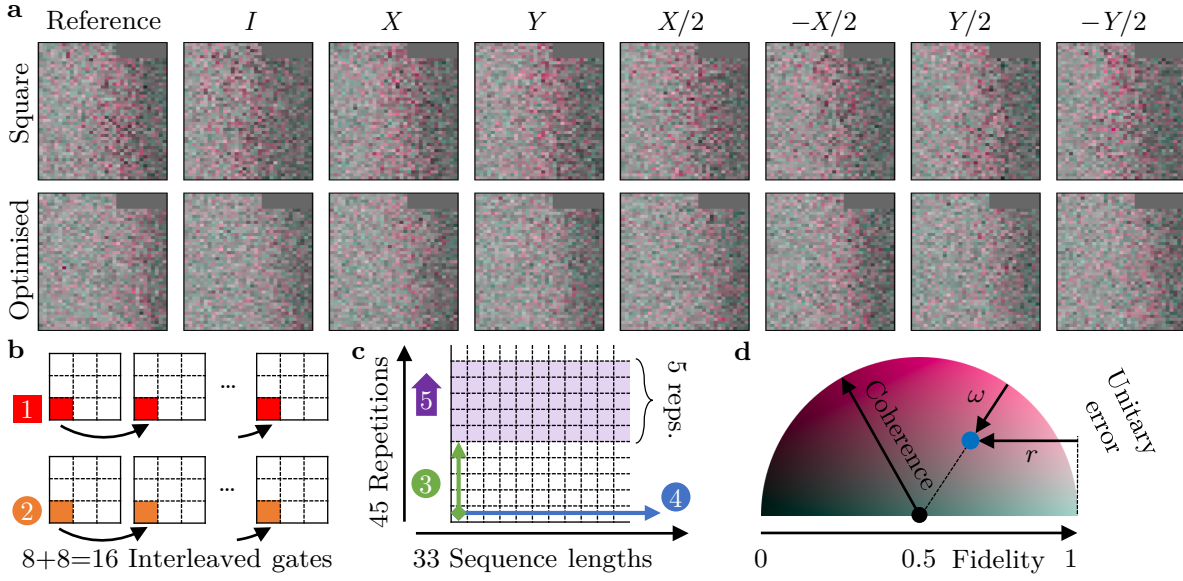 a
Reference I X Y X/2 −X/2 Y/2 −Y/2
Square
Optimised
b
1
...
2
...
8+8=16 Interleaved gates
c
45 Repetitions
5
3
4
5 reps.
33 Sequence lengths
d
Coherence
ω
r
Unitary
error
0 0.5 Fidelity 1